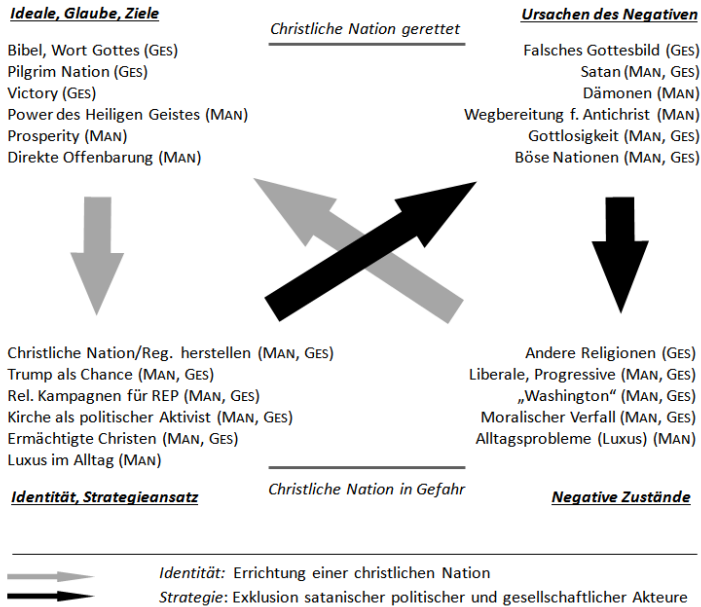 Ideale, Glaube, Ziele
Bibel, Wort Gottes (GES)
Pilgrim Nation (GES)
Victory (GES)
Power des Heiligen Geistes (MAN)
Prosperity (MAN)
Direkte Offenbarung (MAN)
Christliche Nation gerettet
Ursachen des Negativen
Falsches Gottesbild (GES)
Satan (MAN, GES)
Dämonen (MAN)
Wegbereitung f. Antichrist (MAN)
Gottlosigkeit (MAN, GES)
Böse Nationen (MAN, GES)
Christliche Nation/Reg. herstellen (MAN, GES)
Trump als Chance (MAN, GES)
Rel. Kampagnen für REP (MAN, GES)
Kirche als politischer Aktivist (MAN, GES)
Ermächtigte Christen (MAN, GES)
Luxus im Alltag (MAN)
Identität, Strategieansatz
Christliche Nation in Gefahr
Andere Religionen (GES)
Liberale, Progressive (MAN, GES)
„Washington“ (MAN, GES)
Moralischer Verfall (MAN, GES)
Alltagsprobleme (Luxus) (MAN)
Negative Zustände
Identität: Errichtung einer christlichen Nation
Strategie: Exklusion satanischer politischer und gesellschaftlicher Akteure